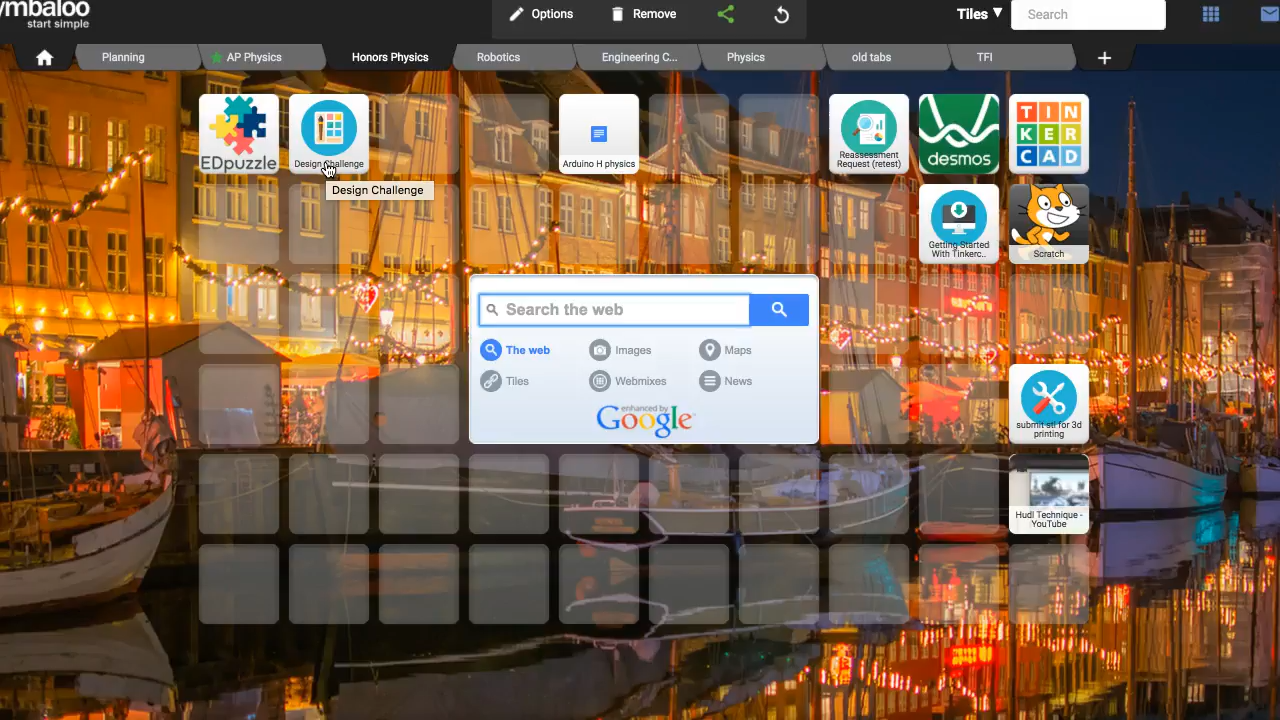 ymbaloo
start simple
Options
Remove
Tiles
Search
Planning
AP Physics
Honors Physics
Robotics
Engineering C...
Physics
old tabs
TFI
+
EDpuzzle
Design Challenge
Design Challenge
Arduino H physics
Reassessment
Request (retest)
desmos
TIN
KER
CAD
Getting Started
With Tinkerc..
Scratch
Search the web
The web
Images
Maps
Tiles
Webmixes
News
enhanced by
Google
submit stl for 3d
printing
Hudl Technique -
YouTube